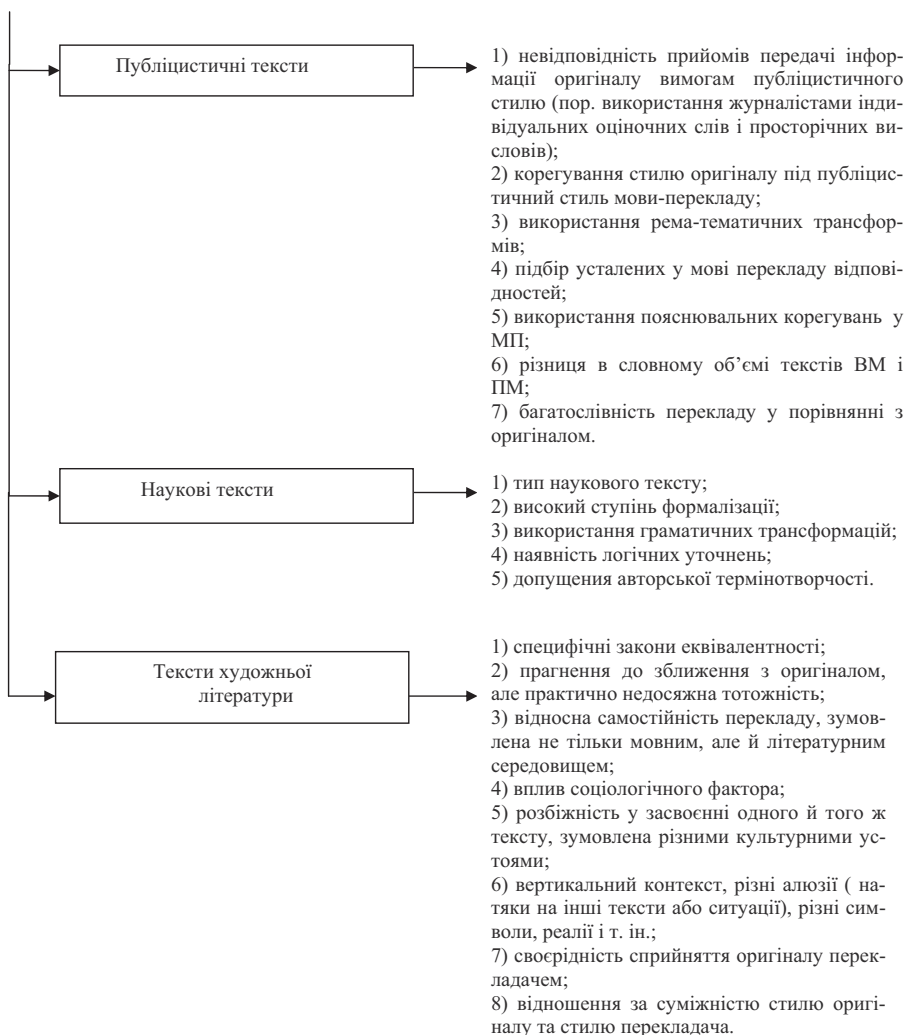 Публіцистичні тексти
1) невідповідність прийомів передачі інфор-
мації оригіналу вимогам публіцистичного
стилю (пор. використання журналістами інди-
відуальних оціночних слів і просторічних ви-
словів);
2) корегування стилю оригіналу під публіцис-
тичний стиль мови-перекладу;
3) використання рема-тематичних трансфор-
мів;
4) підбір усталених у мові перекладу відпові-
дностей;
5) використання пояснювальних корегувань у
МП;
6) різниця в словному об’ємі текстів ВМ і
ПМ;
7) багатослівність перекладу у порівнянні з
оригіналом.
Наукові тексти
1) тип наукового тексту;
2) високий ступінь формалізації;
3) використання граматичних трансформацій;
4) наявність логічних уточнень;
5) допущення авторської термінотворчості.
Тексти художньої
літератури
1) специфічні закони еквівалентності;
2) прагнення до зближення з оригіналом,
але практично недосяжна тотожність;
3) відносна самостійність перекладу, зумов-
лена не тільки мовним, але й літературним
середовищем;
4) вплив соціологічного фактора;
5) розбіжність у засвоєнні одного й того ж
тексту, зумовлена різними культурними ус-
тоями;
6) вертикальний контекст, різні алюзії ( на-
тяки на інші тексти або ситуації), різні сим-
воли, реалії і т. ін.;
7) своєрідність сприйняття оригіналу перек-
ладачем;
8) відношення за суміжністю стилю оригі-
налу та стилю перекладача.